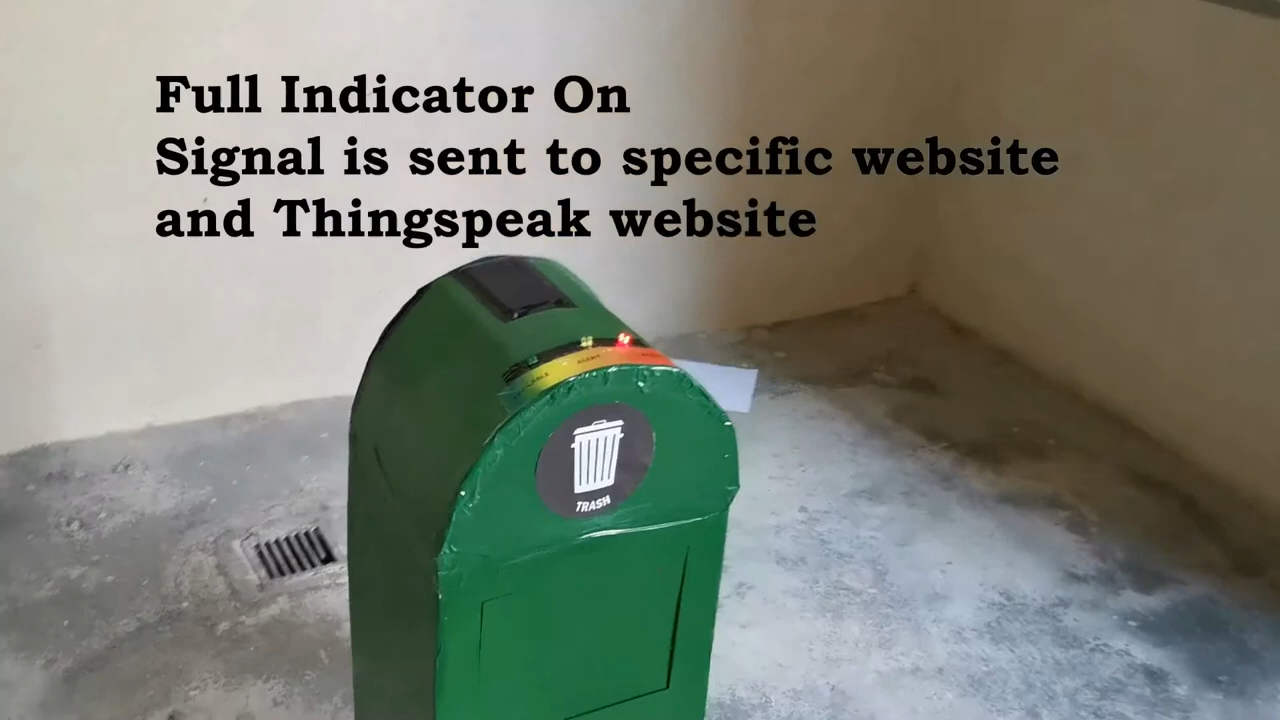 Full Indicator On
Signal is sent to specific website
and Thingspeak website
TRASH